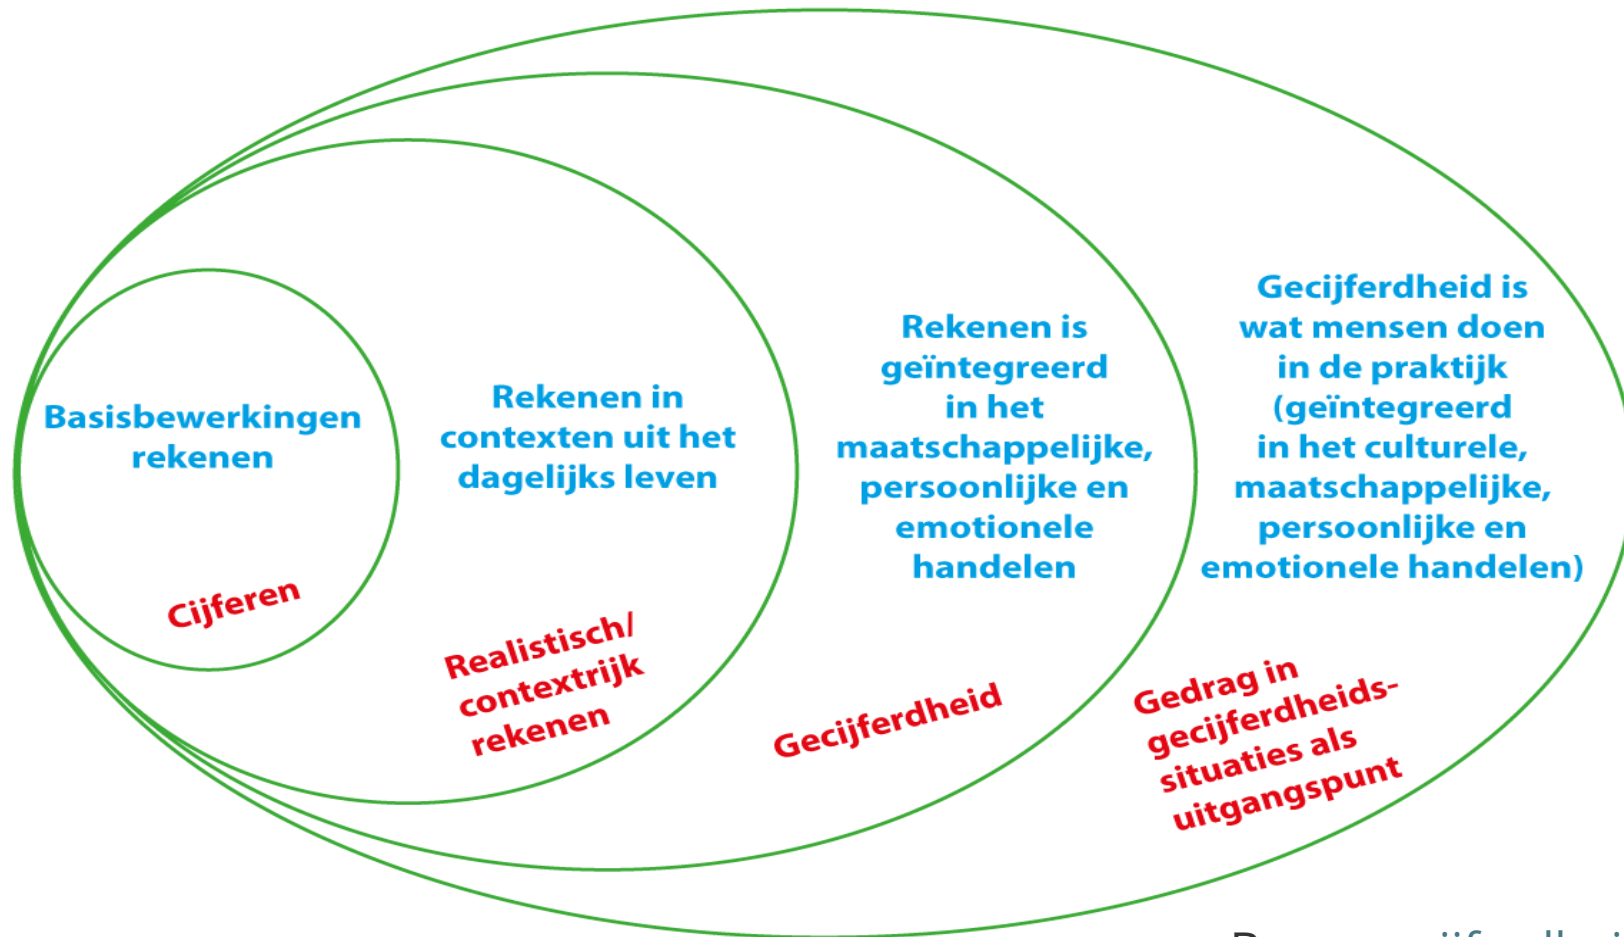 Basisbewerkingen
rekenen
Cijferen
Rekenen in
contexten uit het
dagelijks leven
Realistisch/
contextrijk
rekenen
Rekenen is
geïntegreerd
in het
maatschappelijke,
persoonlijke en
emotionele
handelen
Gecijferdheid
Gecijferdheid is
wat mensen doen
in de praktijk
(geïntegreerd
in het culturele,
maatschappelijke,
persoonlijke en
emotionele handelen)
Gedrag in
gecijferdheids-
situaties als
uitgangspunt